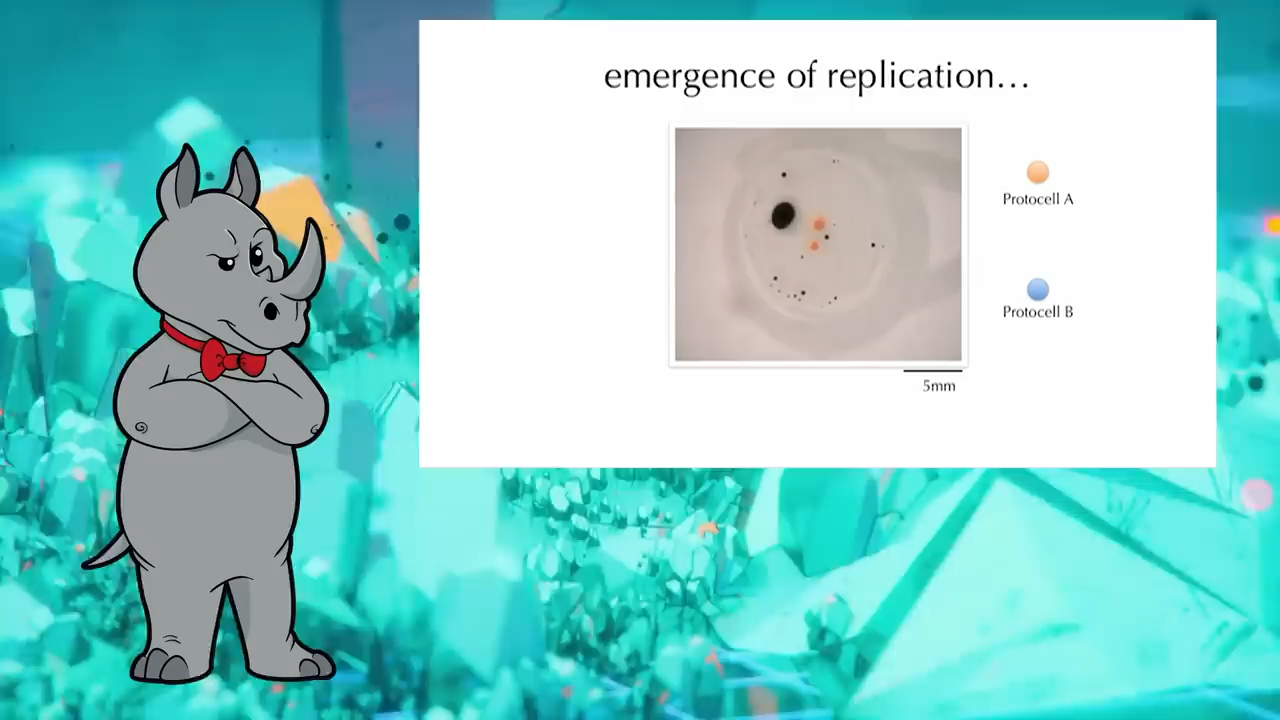 emergence of replication...
Protocell A
Protocell B
5mm